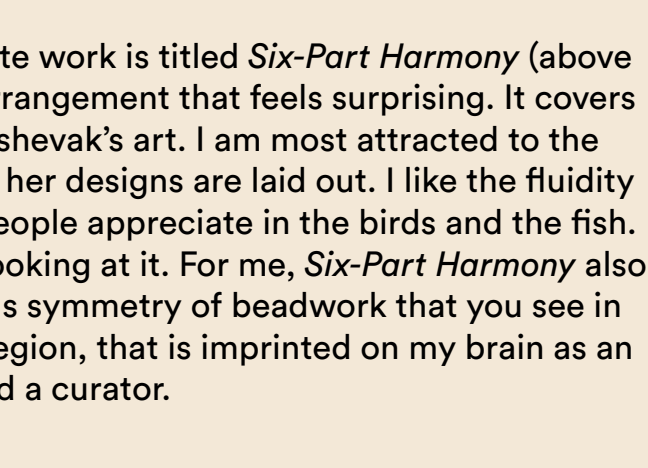 te work is titled Six-Part Harmony (above
rangement that feels surprising. It covers
shevak’s art. I am most attracted to the
her designs are laid out. I like the fluidity
eople appreciate in the birds and the fish.
ooking at it. For me, Six-Part Harmony also
s symmetry of beadwork that you see in
egion, that is imprinted on my brain as an
d a curator.